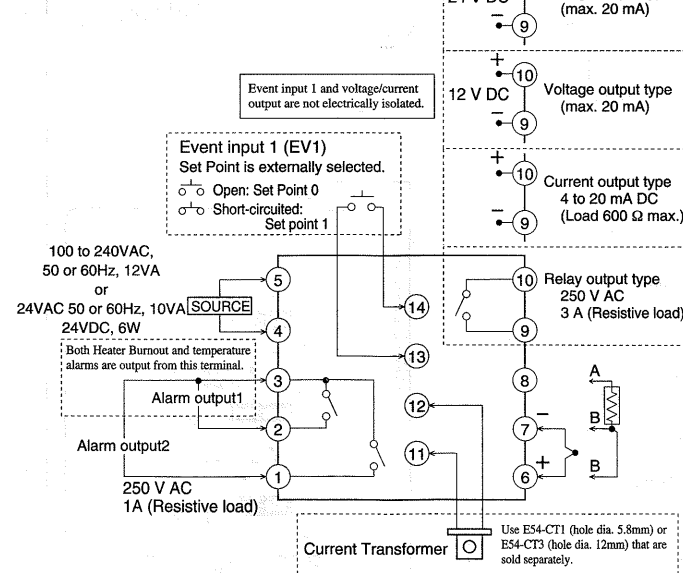 24 V DC
(max. 20 mA)
−
9
+
10
12 V DC
Voltage output type
(max. 20 mA)
−
9
Event input 1 and voltage/current
output are not electrically isolated.
Event input 1 (EV1)
Set Point is externally selected.
Open: Set Point 0
Short-circuited:
Set point 1
+
10
Current output type
4 to 20 mA DC
(Load 600 Ω max.)
−
9
100 to 240VAC,
50 or 60Hz, 12VA
or
24VAC 50 or 60Hz, 10VA
24VDC, 6W
SOURCE
5
4
14
13
10
9
Relay output type
250 V AC
3 A (Resistive load)
Both Heater Burnout and temperature
alarms are output from this terminal.
Alarm output1
Alarm output2
3
2
1
250 V AC
1A (Resistive load)
12
11
8
7
6
−
+
A
B
B
Current Transformer
Use E54-CT1 (hole dia. 5.8mm) or
E54-CT3 (hole dia. 12mm) that are
sold separately.